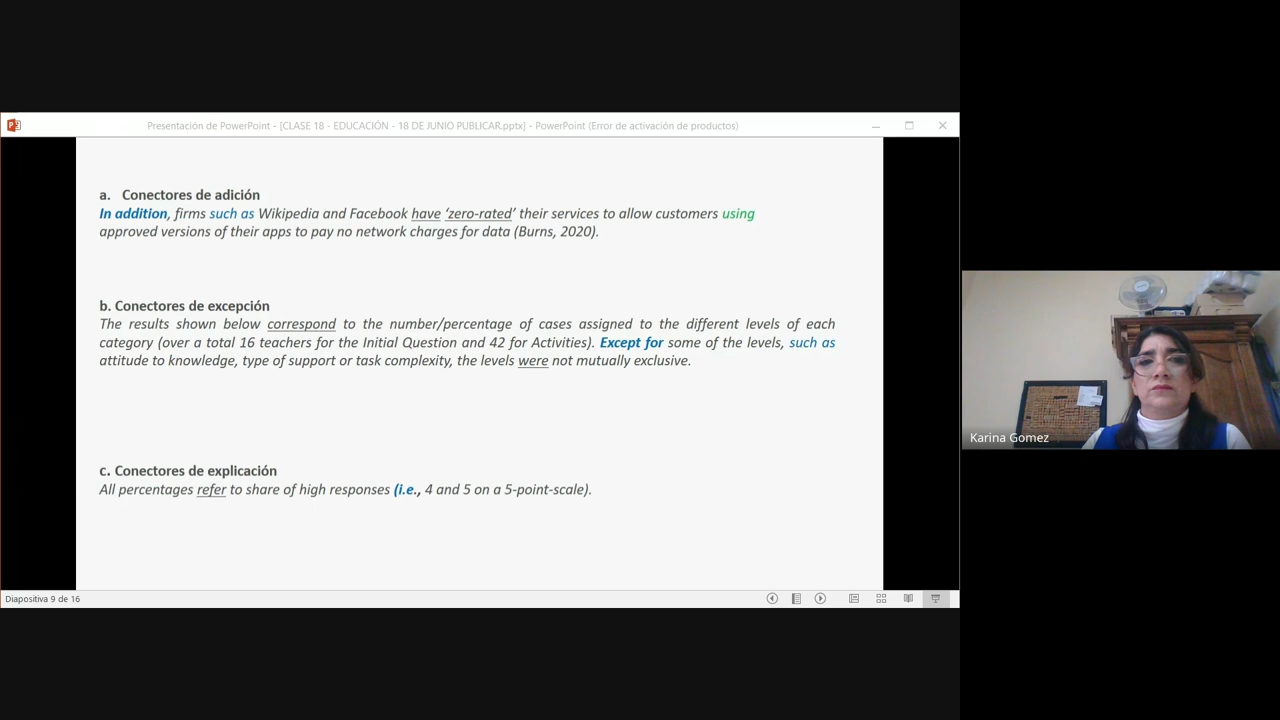 Presentación de PowerPoint - [CLASE 18 - EDUCACIÓN - 18 DE JUNIO PUBLICAR.pptx] - PowerPoint (Error de activación de productos)
a. Conectores de adición
In addition, firms such as Wikipedia and Facebook have ‘zero-rated’ their services to allow customers using
approved versions of their apps to pay no network charges for data (Burns, 2020).
b. Conectores de excepción
The results shown below correspond to the number/percentage of cases assigned to the different levels of each
category (over a total 16 teachers for the Initial Question and 42 for Activities). Except for some of the levels, such as
attitude to knowledge, type of support or task complexity, the levels were not mutually exclusive.
c. Conectores de explicación
All percentages refer to share of high responses (i.e., 4 and 5 on a 5-point-scale).
Diapositiva 9 de 16
Karina Gomez